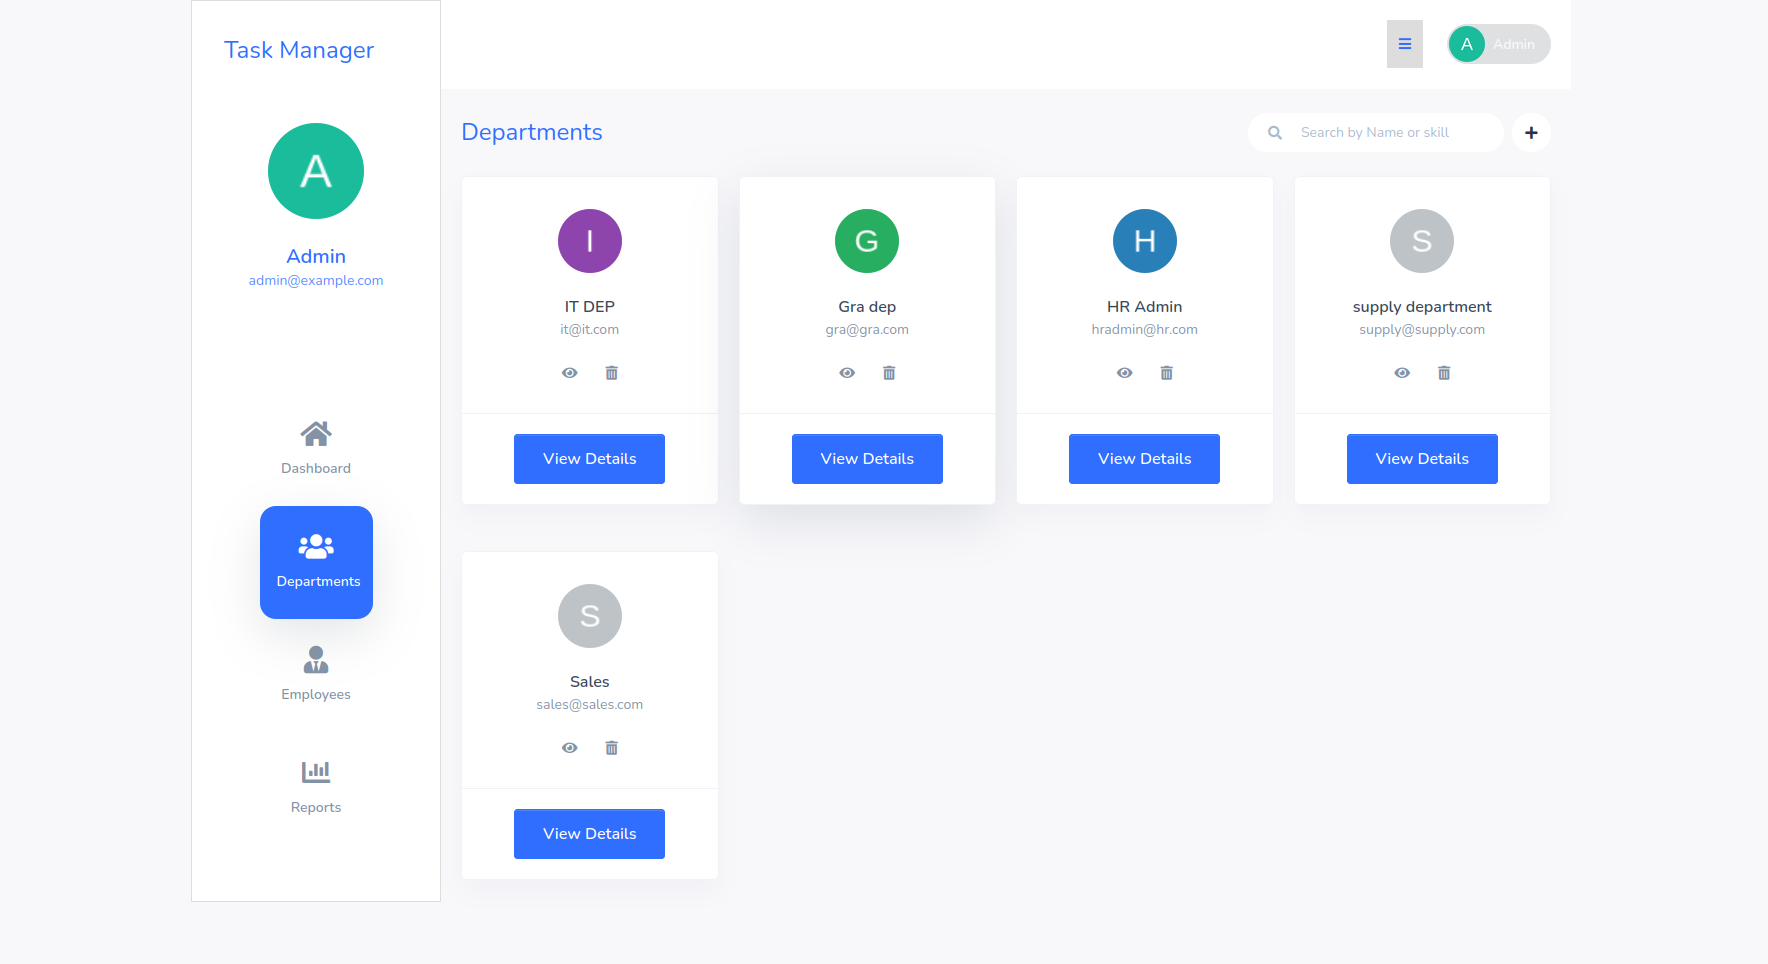 Task Manager
A
Admin
admin@example.com
Dashboard
Departments
Employees
Reports
A Admin
Departments
Search by Name or skill
I
IT DEP
it@it.com
View Details
G
Gra dep
gra@gra.com
View Details
H
HR Admin
hradmin@hr.com
View Details
S
supply department
supply@supply.com
View Details
S
Sales
sales@sales.com
View Details